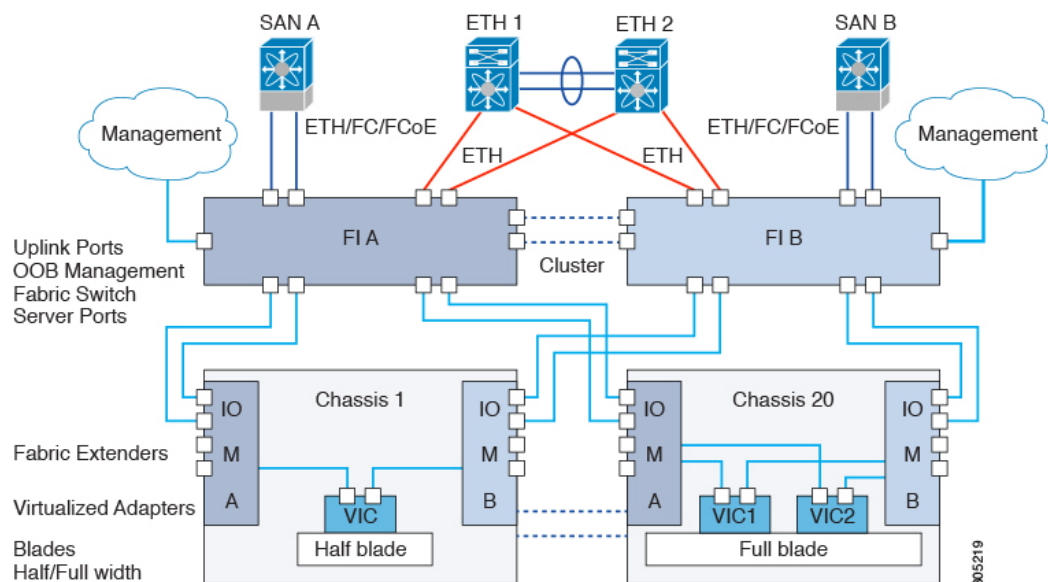 SAN A
ETH 1
ETH 2
SAN B
Management
ETH/FC/FCoE
ETH
ETH
ETH/FC/FCoE
Management
FI A
FI B
Cluster
Uplink Ports
OOB Management
Fabric Switch
Server Ports
Chassis 1
IO
M
A
IO
M
B
Chassis 20
IO
M
A
IO
M
B
Fabric Extenders
Virtualized Adapters
VIC
VIC1
VIC2
Blades
Half/Full width
Half blade
Full blade